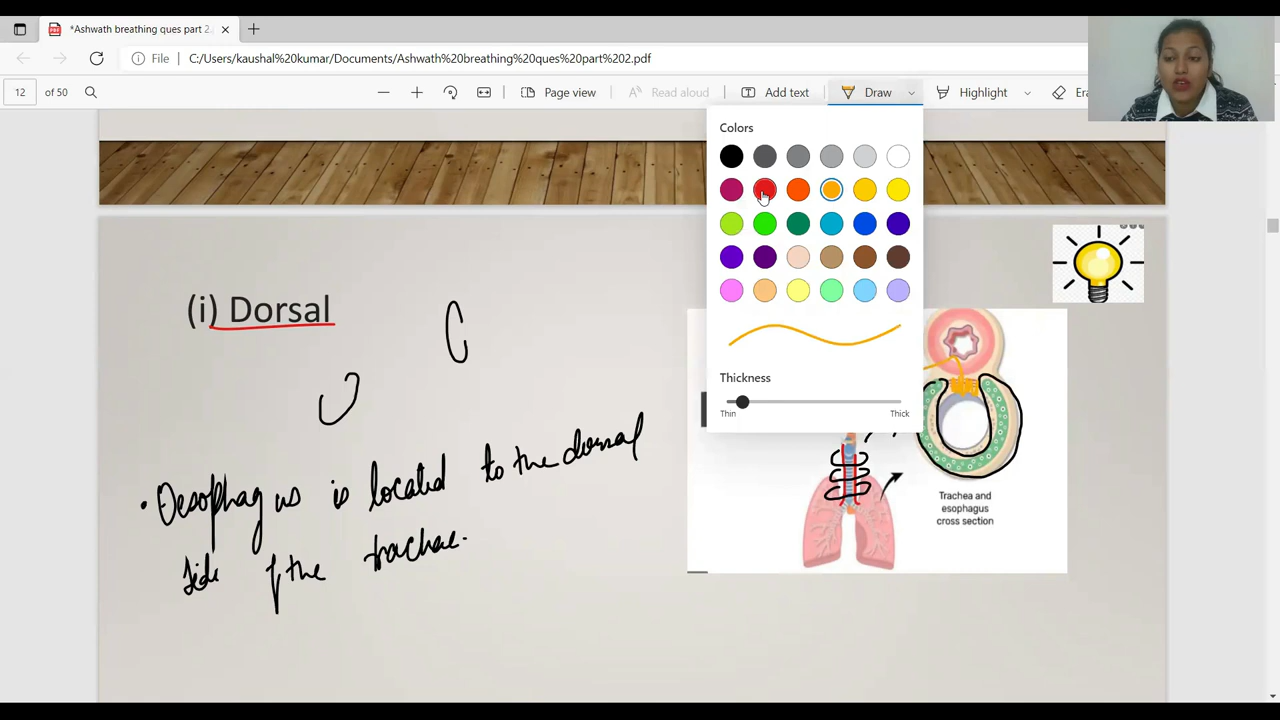 *Ashwath breathing ques part 2.
File
C:/Users/kaushal%20kumar/Documents/Ashwath%20breathing%20ques%20part%202.pdf
12 of 50
Page view
Read aloud
Add text
Draw
Highlight
Era
Colors
Thickness
Thin
Thick
(i) Dorsal
• Oesophagus is located to the dorsal
side of the trachae.
Trachea and
esophagus
cross section